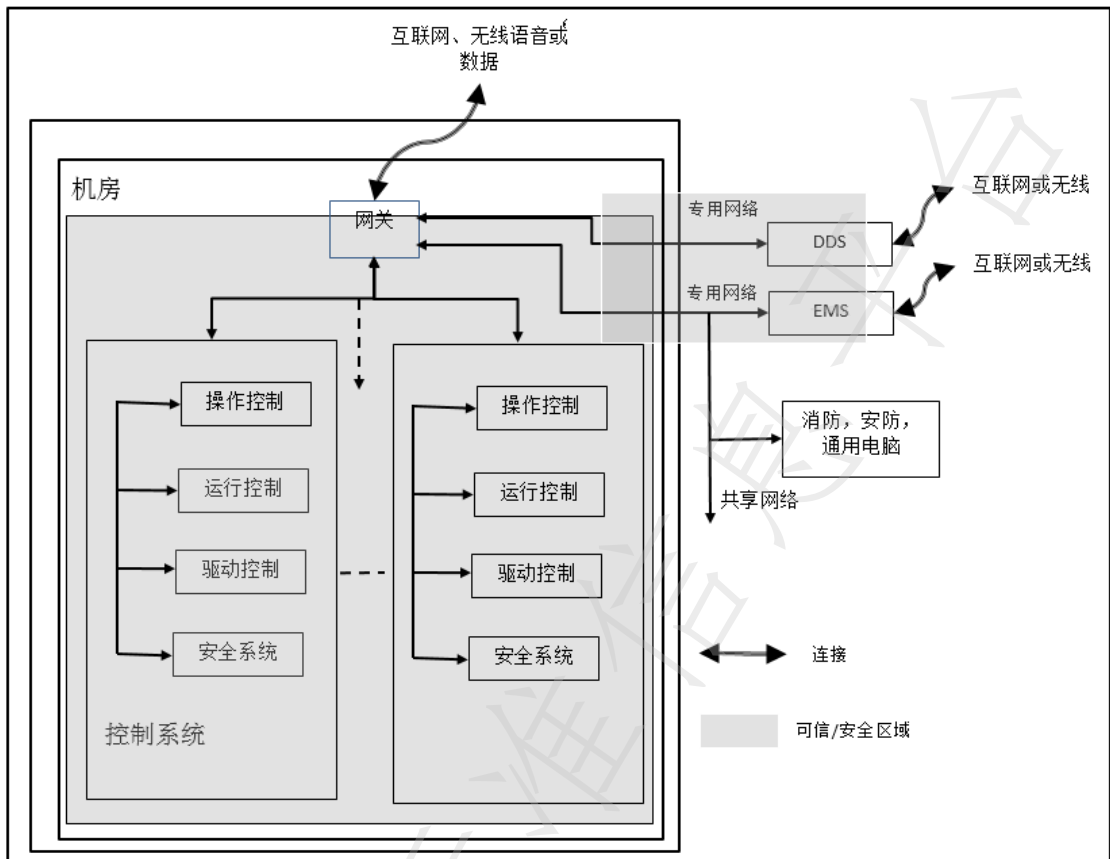 互联网、无线语音或
数据
机房
网关
专用网络
DDS
互联网或无线
专用网络
EMS
互联网或无线
操作控制
运行控制
驱动控制
安全系统
控制系统
操作控制
运行控制
驱动控制
安全系统
消防，安防，
通用电脑
共享网络
连接
可信/安全区域